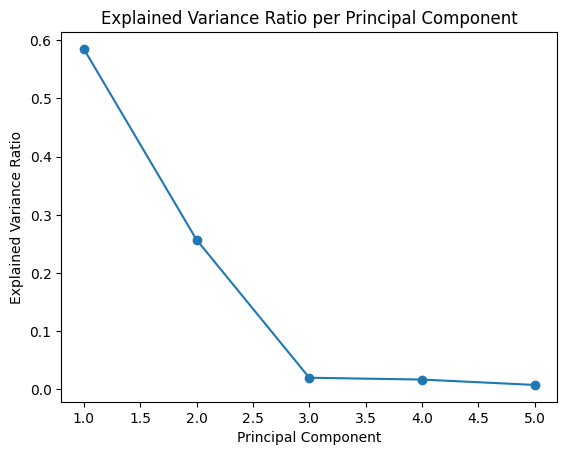 Explained Variance Ratio per Principal Component
Explained Variance Ratio
0.6
0.5
0.4
0.3
0.2
0.1
0.0
1.0 1.5 2.0 2.5 3.0 3.5 4.0 4.5 5.0
Principal Component